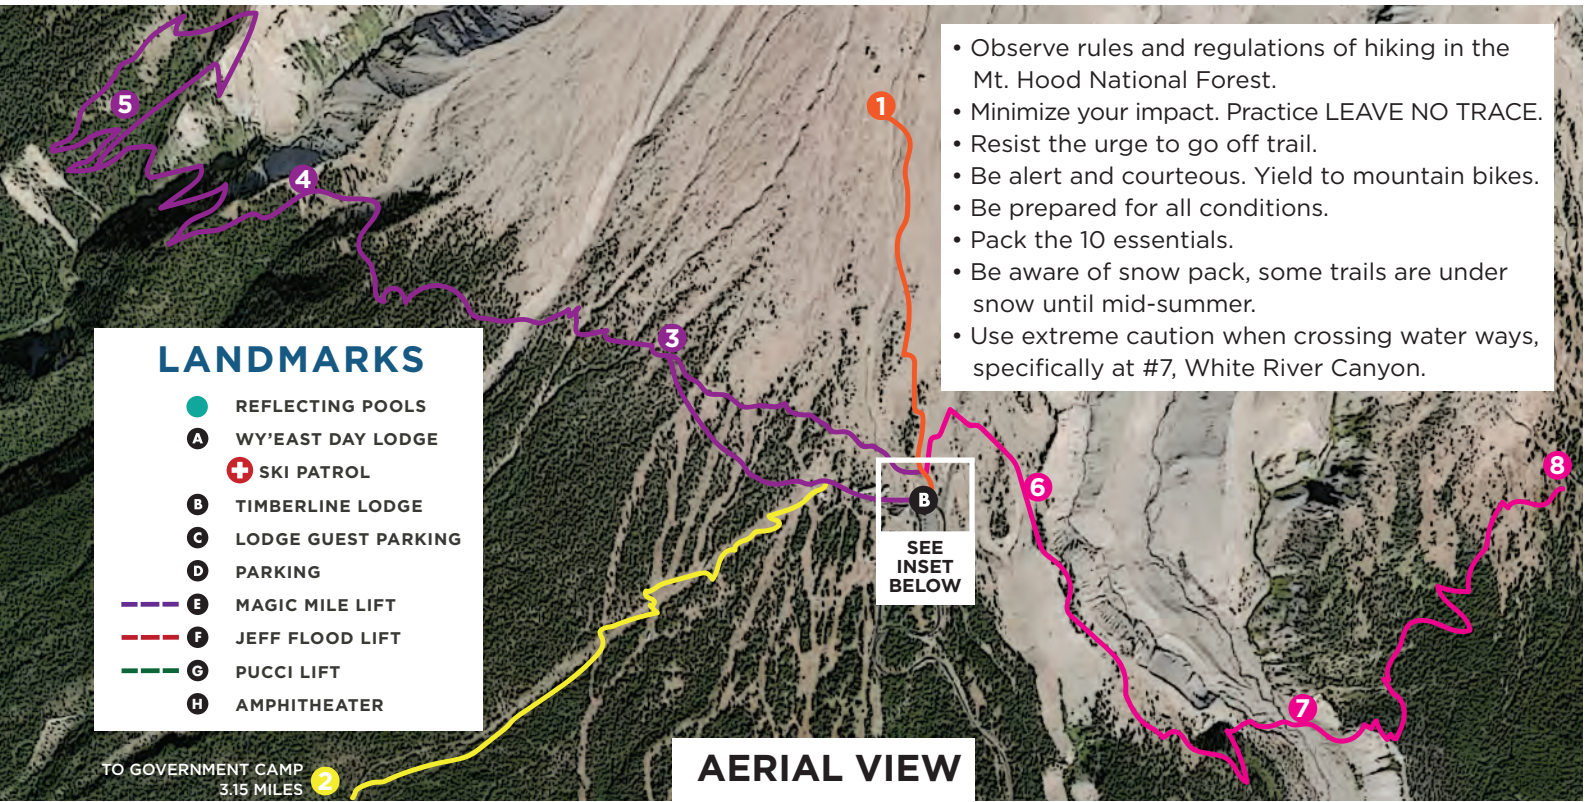 • Observe rules and regulations of hiking in the
Mt. Hood National Forest.
• Minimize your impact. Practice LEAVE NO TRACE.
• Resist the urge to go off trail.
• Be alert and courteous. Yield to mountain bikes.
• Be prepared for all conditions.
• Pack the 10 essentials.
• Be aware of snow pack, some trails are under
snow until mid-summer.
• Use extreme caution when crossing water ways,
specifically at #7, White River Canyon.
1
5
4
3
6
8
7
B
SEE
INSET
BELOW
LANDMARKS
REFLECTING POOLS
A WY'EAST DAY LODGE
SKI PATROL
B TIMBERLINE LODGE
C LODGE GUEST PARKING
D PARKING
E MAGIC MILE LIFT
F JEFF FLOOD LIFT
G PUCCI LIFT
H AMPHITHEATER
TO GOVERNMENT CAMP
3.15 MILES
2
AERIAL VIEW